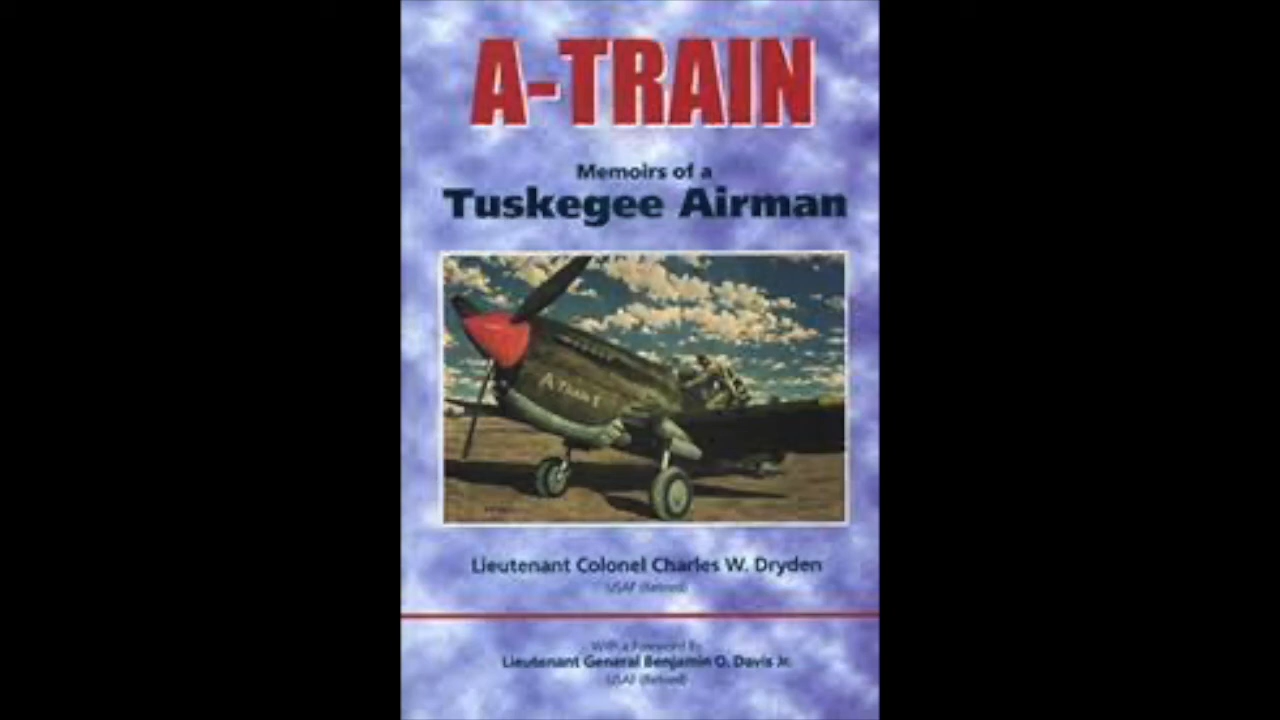 A-TRAIN
Memoirs of a
Tuskegee Airman
A TRAIN I
Lieutenant Colonel Charles W. Dryden
USAF (Retired)
With a Foreword By
Lieutenant General Benjamin O. Davis Jr.
USAF (Retired)